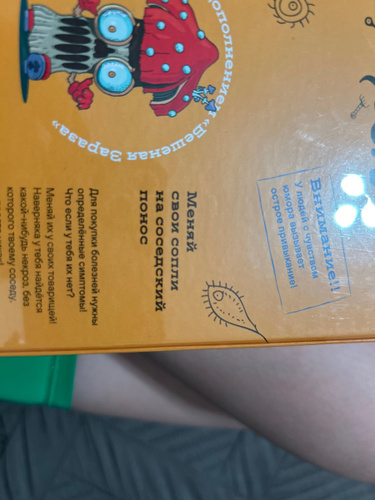 дополнением «Бешеная Зараза»
Внимание!!
У людей с чувством
юмора вызывает
острое привыкание!
Меняй
свои сопли
на соседский
понос
Для покупки болезней нужны
определённые симптомы!
Что если у тебя их нет?
Меняй их у своих товарищей!
Наверняка у тебя найдётся
какой-нибудь некроз, без
которого твоему соседу,